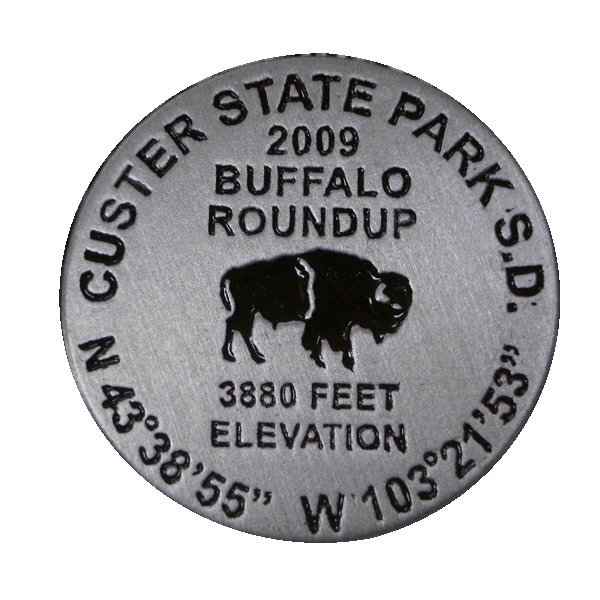 CUSTER STATE PARK S.D.
2009
BUFFALO
ROUNDUP
3880 FEET
ELEVATION
N 43°38'55" W 103°21'53"